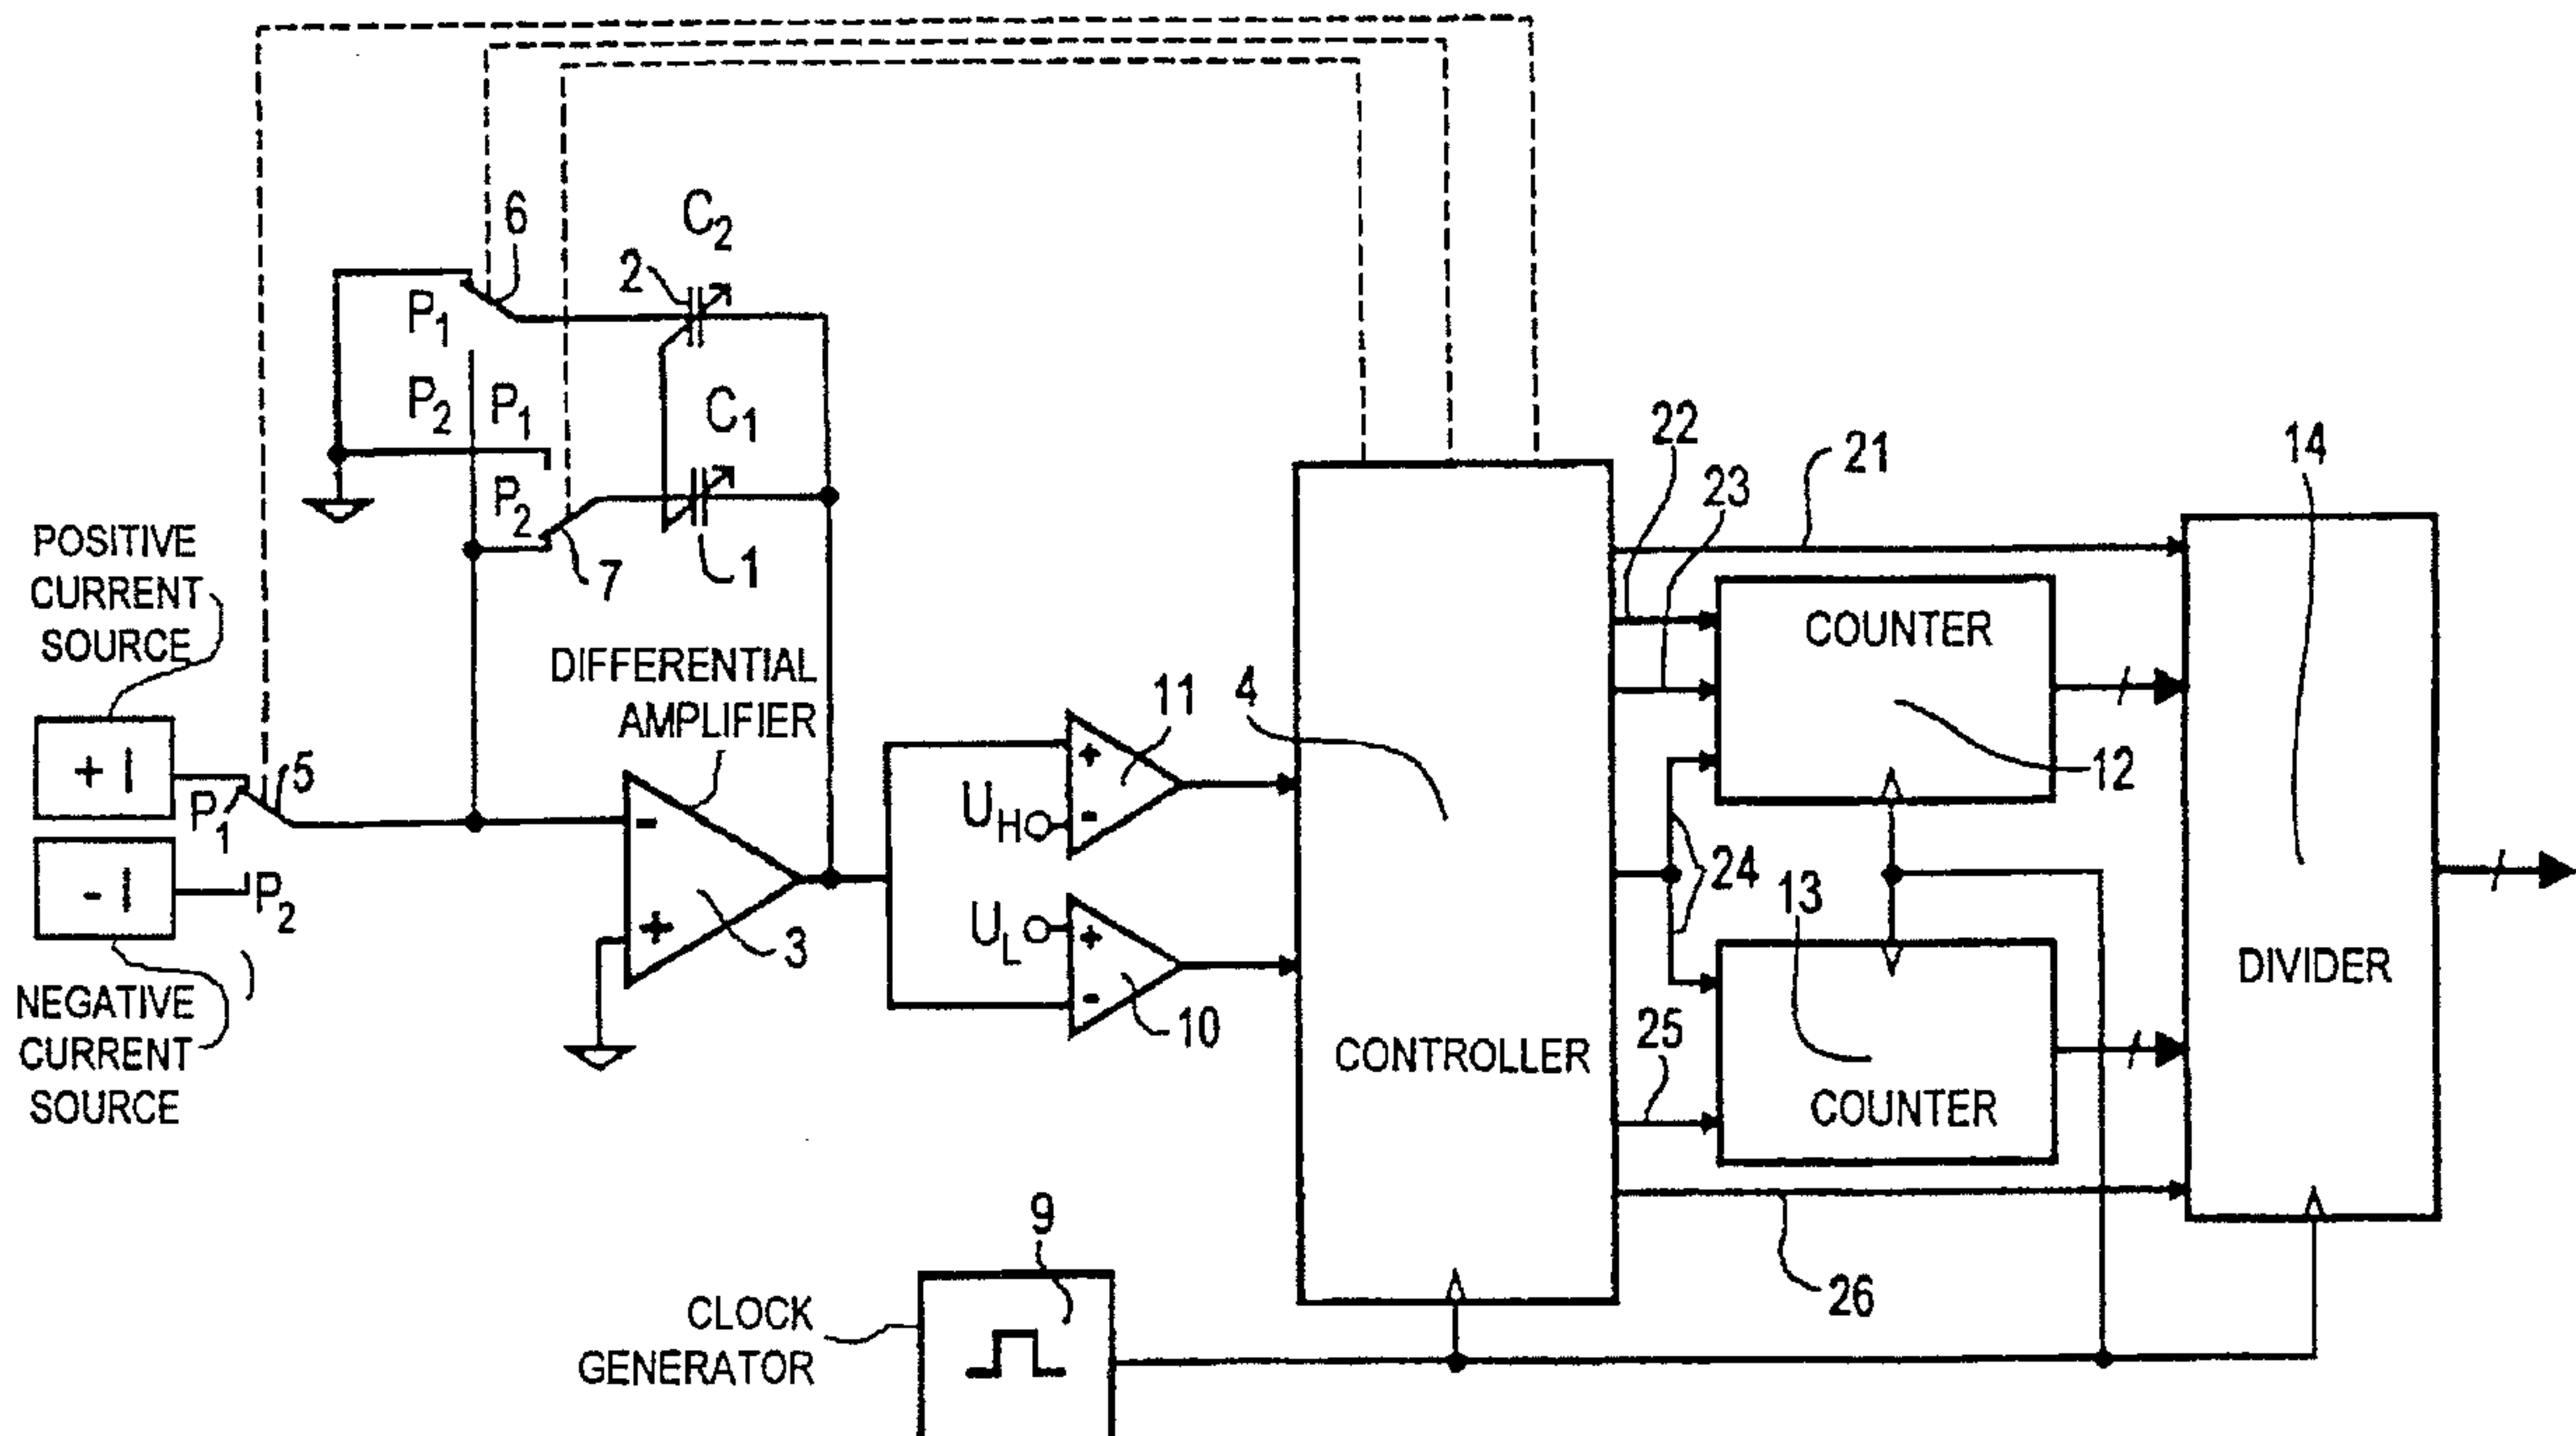 6
C2
2
P1
P2
P1
C1
P2
7
1
22
21
23
14
POSITIVE
CURRENT
SOURCE
DIFFERENTIAL
AMPLIFIER
+ I
P1
5
- I
P2
NEGATIVE
CURRENT
SOURCE
-
+
3
11
+
UH
-
UL
+
-
10
4
CONTROLLER
COUNTER
12
24
13
COUNTER
25
DIVIDER
26
9
CLOCK
GENERATOR